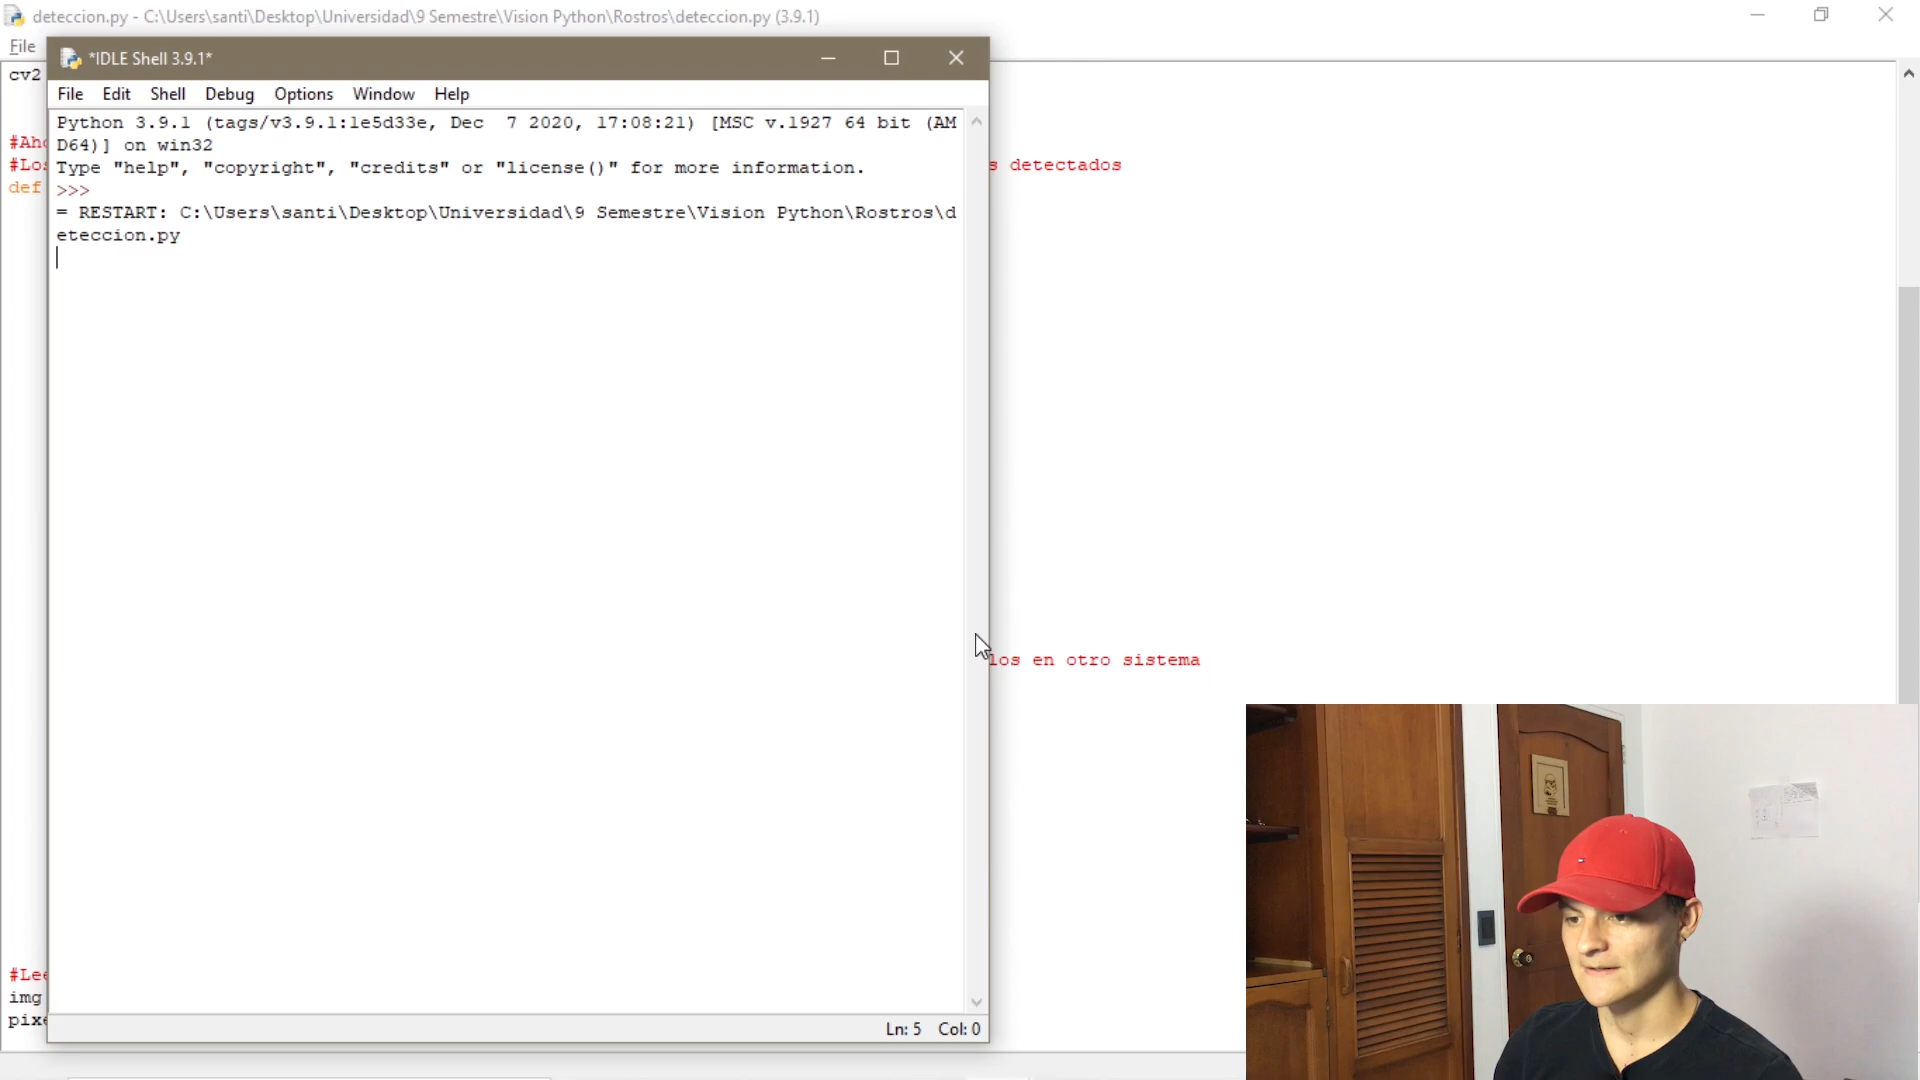 deteccion.py - C:\Users\santi\Desktop\Universidad\9 Semestre\Vision Python\Rostros\deteccion.py (3.9.1)
File
*IDLE Shell 3.9.1*
File Edit Shell Debug Options Window Help
cv2
Python 3.9.1 (tags/v3.9.1:1e5d33e, Dec  7 2020, 17:08:21) [MSC v.1927 64 bit (AM
D64)] on win32
Type "help", "copyright", "credits" or "license()" for more information.
>>>
= RESTART: C:\Users\santi\Desktop\Universidad\9 Semestre\Vision Python\Rostros\d
eteccion.py
#Aho
#Los
s detectados
def
los en otro sistema
#Lee
img
pixe
Ln: 5 Col: 0